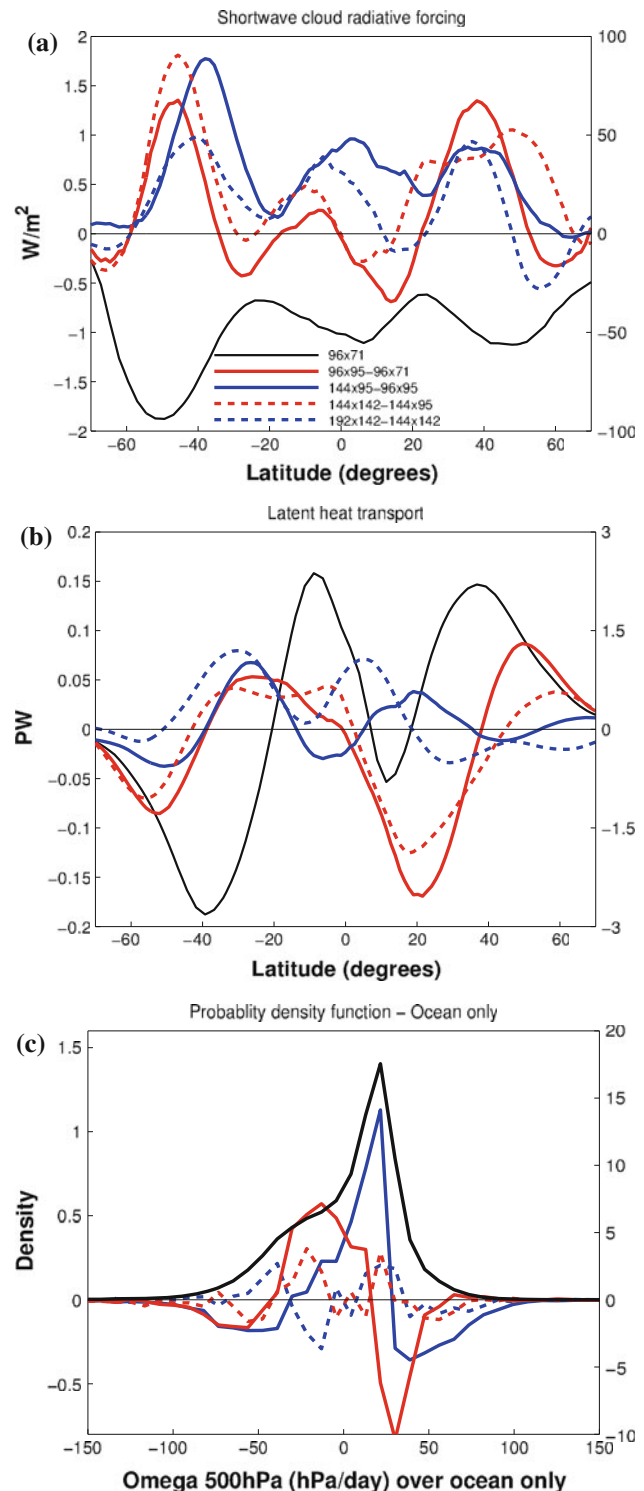 Shortwave cloud radiative forcing
(a)
2
1.5
1
0.5
0
−0.5
−1
−1.5
−2
W/m²
100
50
0
−50
−100
96x71
96x95−96x71
144x95−96x95
144x142−144x95
192x142−144x142
−60 −40 −20 0 20 40 60
Latitude (degrees)
Latent heat transport
(b)
0.2
0.15
0.1
0.05
0
−0.05
−0.1
−0.15
−0.2
PW
3
1.5
0
−1.5
−3
−60 −40 −20 0 20 40 60
Latitude (degrees)
Probablity density function − Ocean only
(c)
1.5
1
0.5
0
−0.5
Density
20
15
10
5
0
−5
−10
−150 −100 −50 0 50 100 150
Omega 500hPa (hPa/day) over ocean only